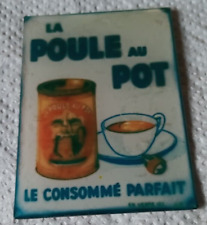 LA
POULE AU
POT
LE CONSOMMÉ PARFAIT